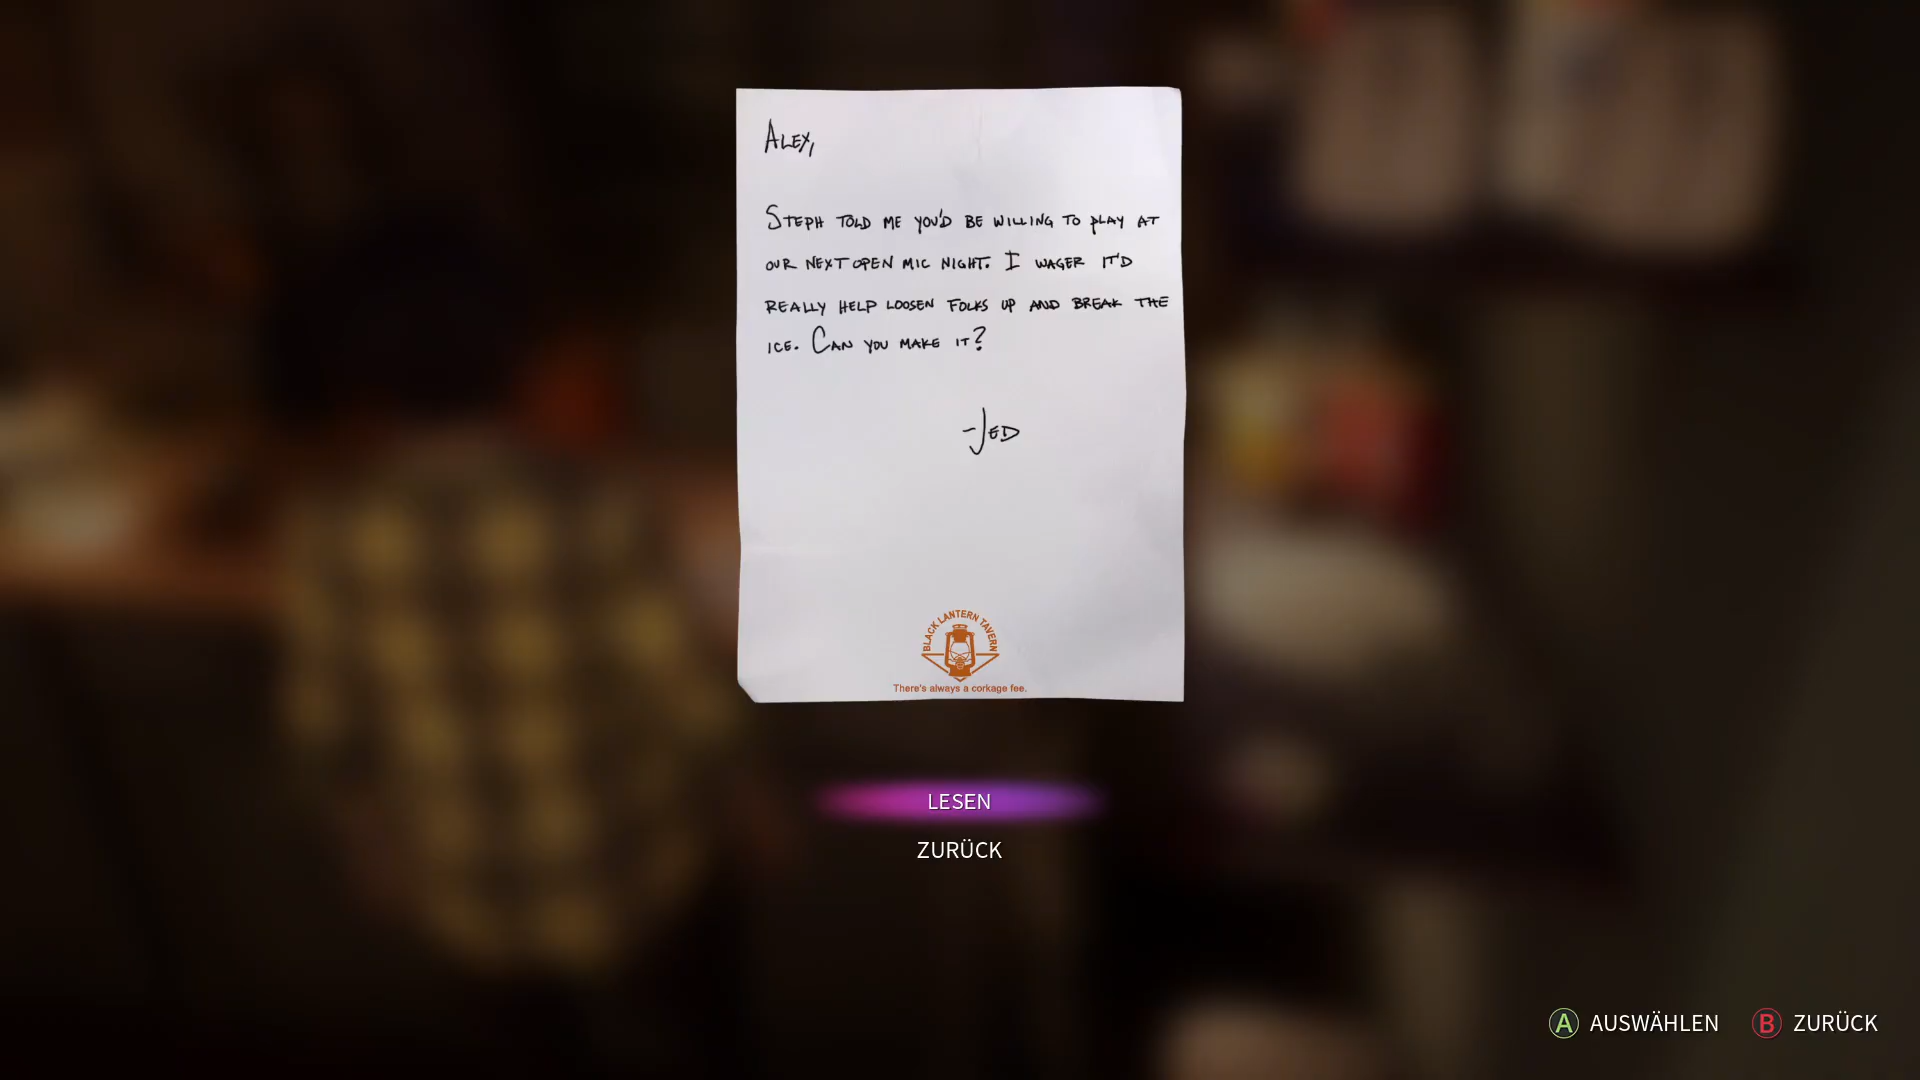 Alex,
Steph told me you'd be willing to play at
our next open mic night. I wager it'd
really help loosen folks up and break the
ice. Can you make it?
-Jed
BLACK LANTERN TAVERN
There's always a corkage fee.
LESEN
ZURÜCK
A AUSWÄHLEN B ZURÜCK